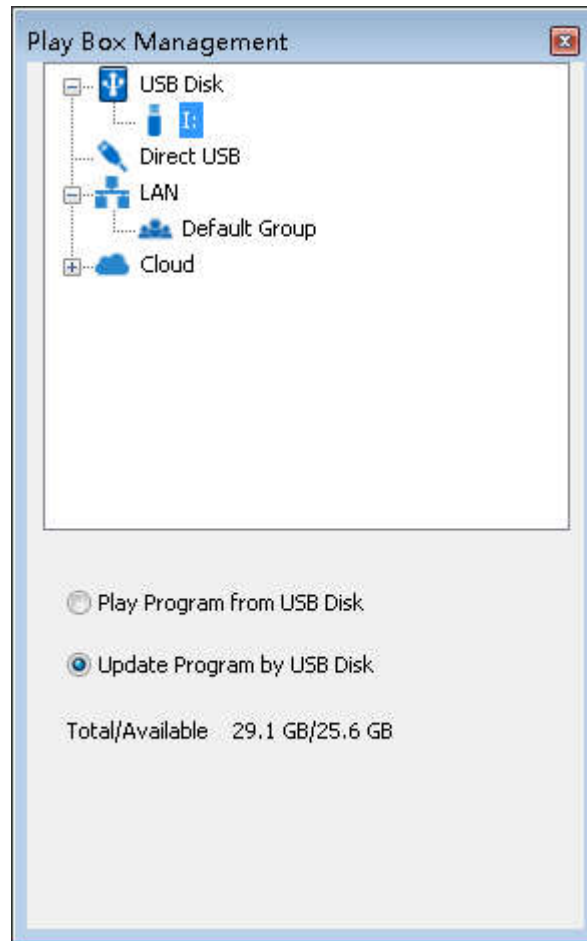 Play Box Management
USB Disk
I:
Direct USB
LAN
Default Group
Cloud
Play Program from USB Disk
Update Program by USB Disk
Total/Available 29.1 GB/25.6 GB